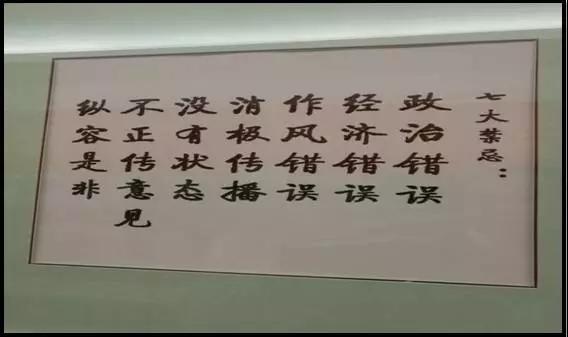 七大禁忌：
政治错误
经济错误
作风错误
消极传播
没有状态
不正传意见
纵容是非